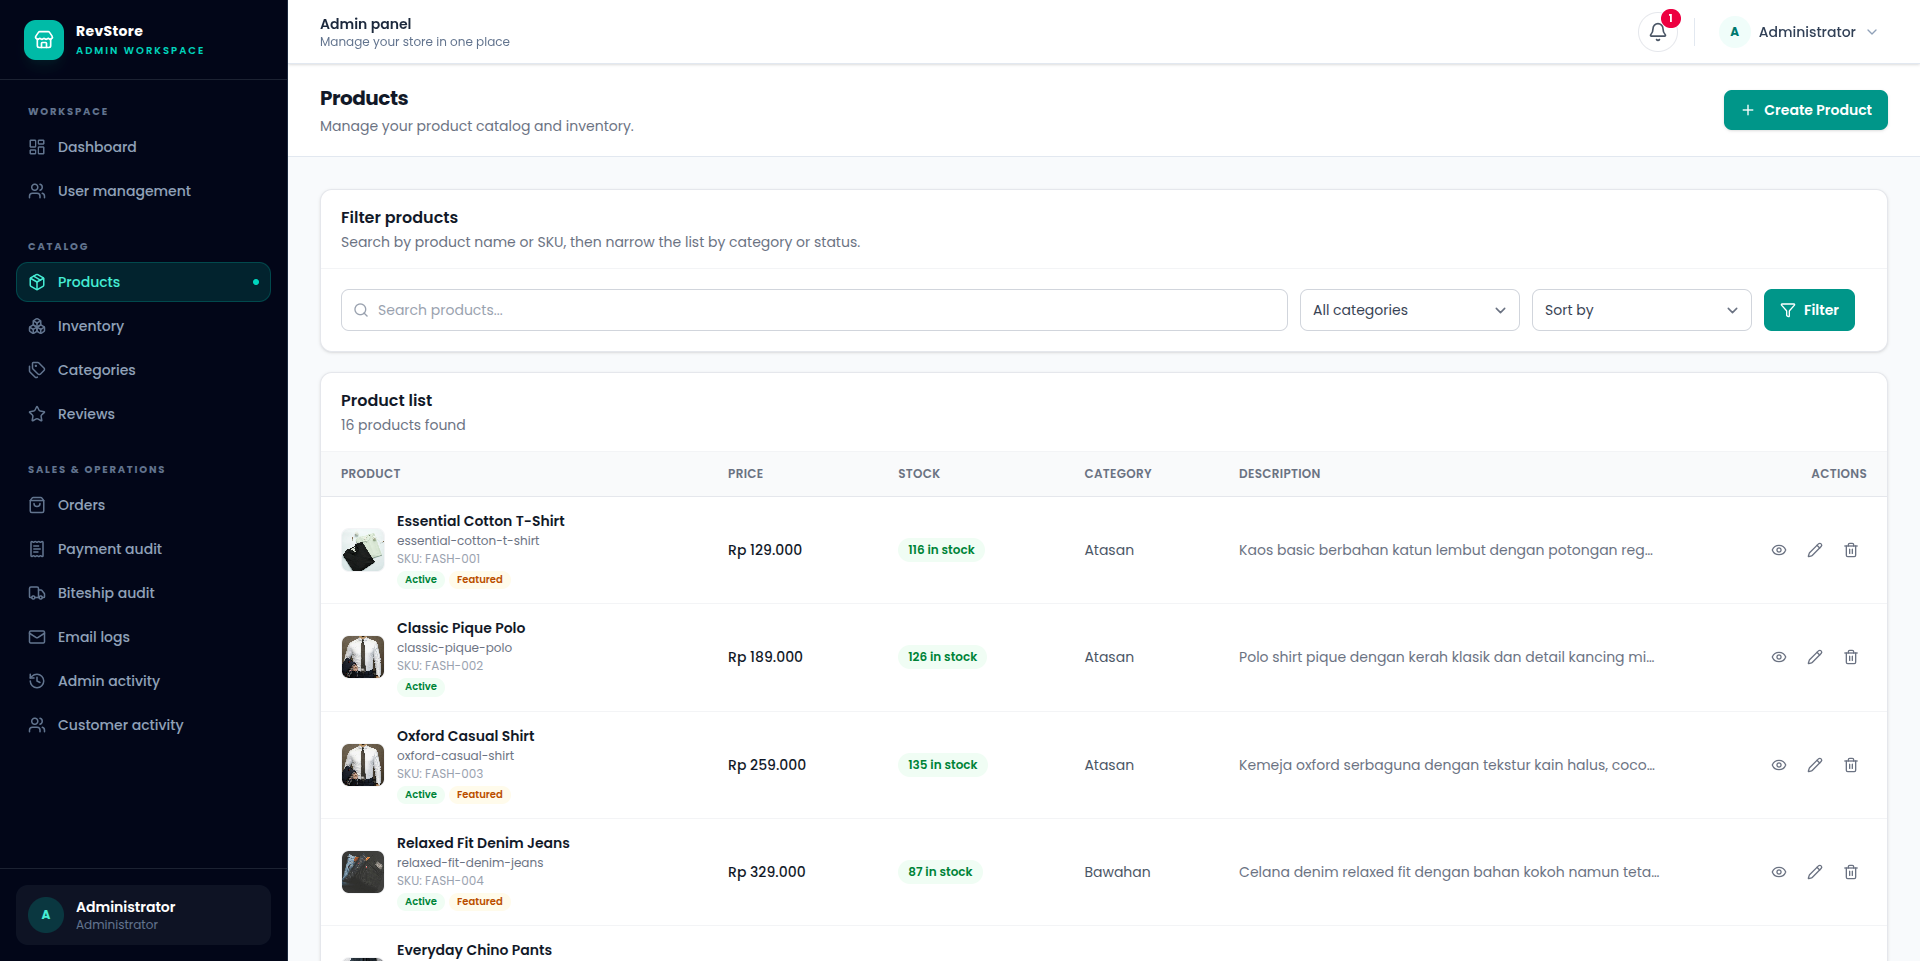 RevStore
ADMIN WORKSPACE
WORKSPACE
Dashboard
User management
CATALOG
Products
Inventory
Categories
Reviews
SALES & OPERATIONS
Orders
Payment audit
Biteship audit
Email logs
Admin activity
Customer activity
A
Administrator
Administrator
Admin panel
Manage your store in one place
1
A
Administrator
Products
Manage your product catalog and inventory.
Create Product
Filter products
Search by product name or SKU, then narrow the list by category or status.
Search products...
All categories
Sort by
Filter
Product list
16 products found
PRODUCT PRICE STOCK CATEGORY DESCRIPTION ACTIONS
Essential Cotton T-Shirt
essential-cotton-t-shirt
SKU: FASH-001
Active Featured
Rp 129.000
116 in stock
Atasan
Kaos basic berbahan katun lembut dengan potongan reg...
Classic Pique Polo
classic-pique-polo
SKU: FASH-002
Active
Rp 189.000
126 in stock
Atasan
Polo shirt pique dengan kerah klasik dan detail kancing mi...
Oxford Casual Shirt
oxford-casual-shirt
SKU: FASH-003
Active Featured
Rp 259.000
135 in stock
Atasan
Kemeja oxford serbaguna dengan tekstur kain halus, coco...
Relaxed Fit Denim Jeans
relaxed-fit-denim-jeans
SKU: FASH-004
Active Featured
Rp 329.000
87 in stock
Bawahan
Celana denim relaxed fit dengan bahan kokoh namun teta...
Everyday Chino Pants